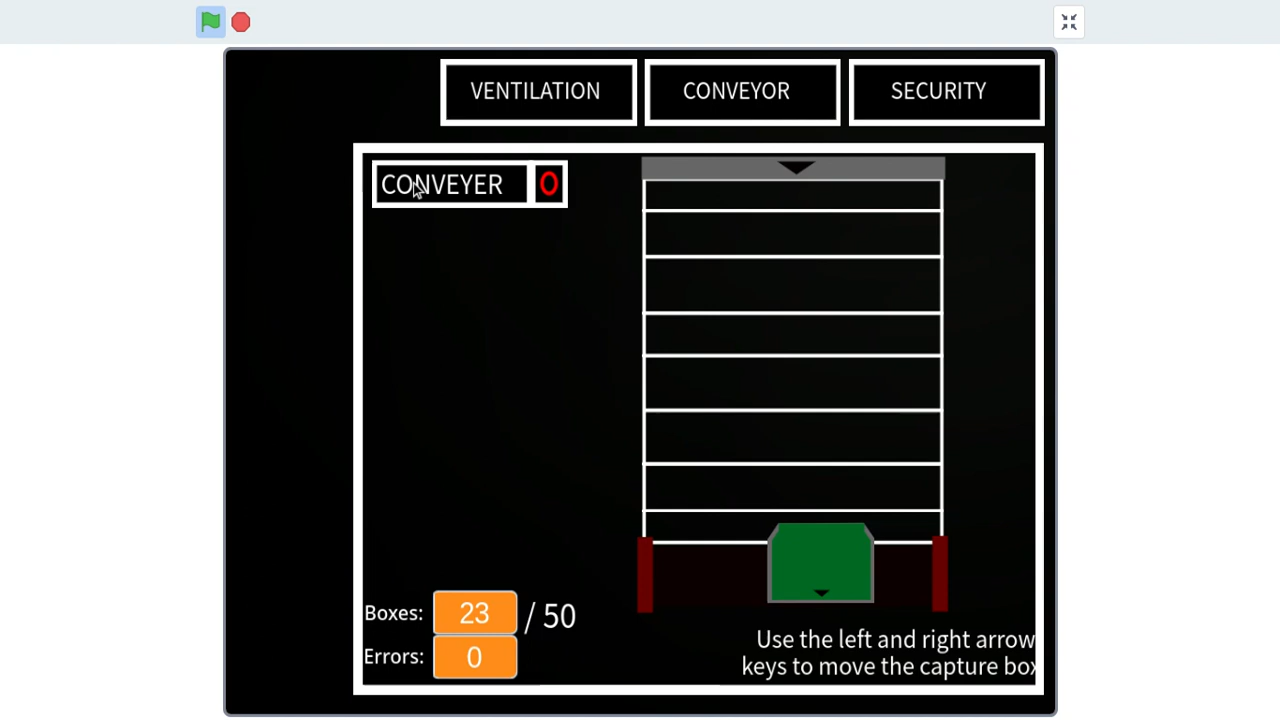 VENTILATION CONVEYOR SECURITY
CONVEYER O
Boxes: 23 / 50
Errors: 0
Use the left and right arrow
keys to move the capture box